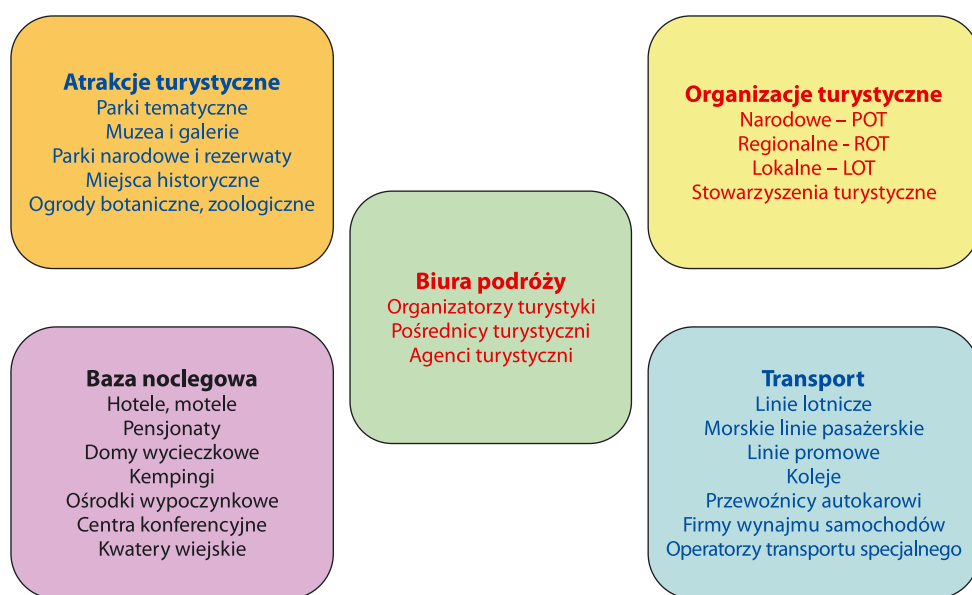 Atrakcje turystyczne
Parki tematyczne
Muzea i galerie
Parki narodowe i rezerwaty
Miejsca historyczne
Ogrody botaniczne, zoologiczne
Organizacje turystyczne
Narodowe – POT
Regionalne - ROT
Lokalne – LOT
Stowarzyszenia turystyczne
Biura podróży
Organizatorzy turystyki
Pośrednicy turystyczni
Agenci turystyczni
Baza noclegowa
Hotele, motele
Pensjonaty
Domy wycieczkowe
Kempingi
Ośrodki wypoczynkowe
Centra konferencyjne
Kwatery wiejskie
Transport
Linie lotnicze
Morskie linie pasażerskie
Linie promowe
Koleje
Przewoźnicy autokarowi
Firmy wynajmu samochodów
Operatorzy transportu specjalnego